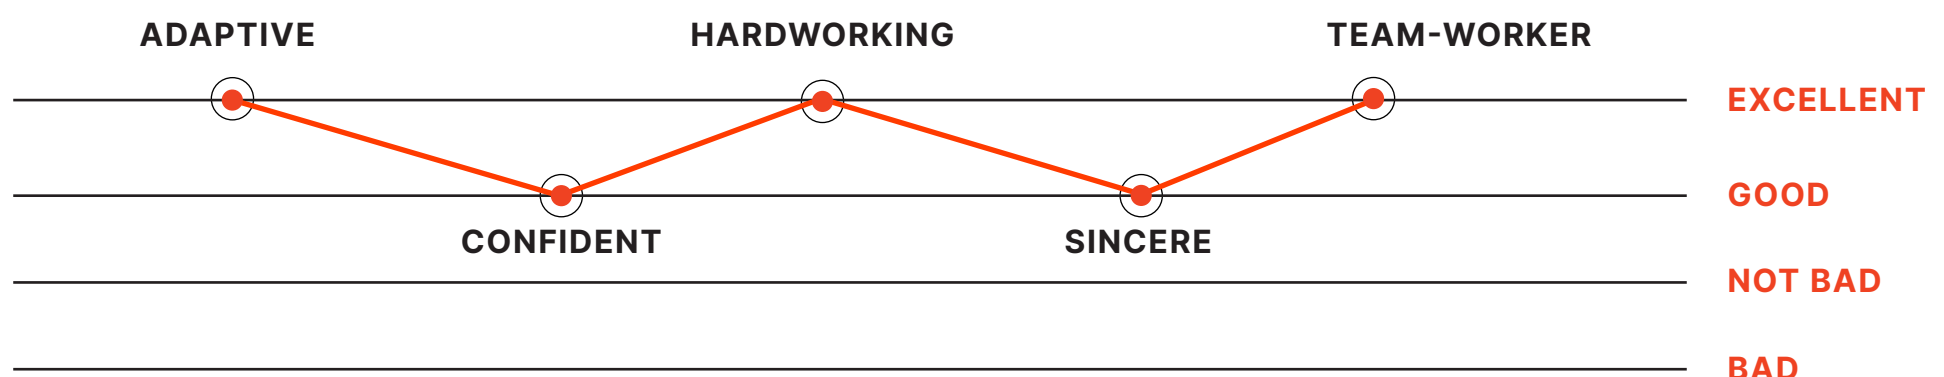 ADAPTIVE
HARDWORKING
TEAM-WORKER
EXCELLENT
GOOD
CONFIDENT
SINCERE
NOT BAD
BAD